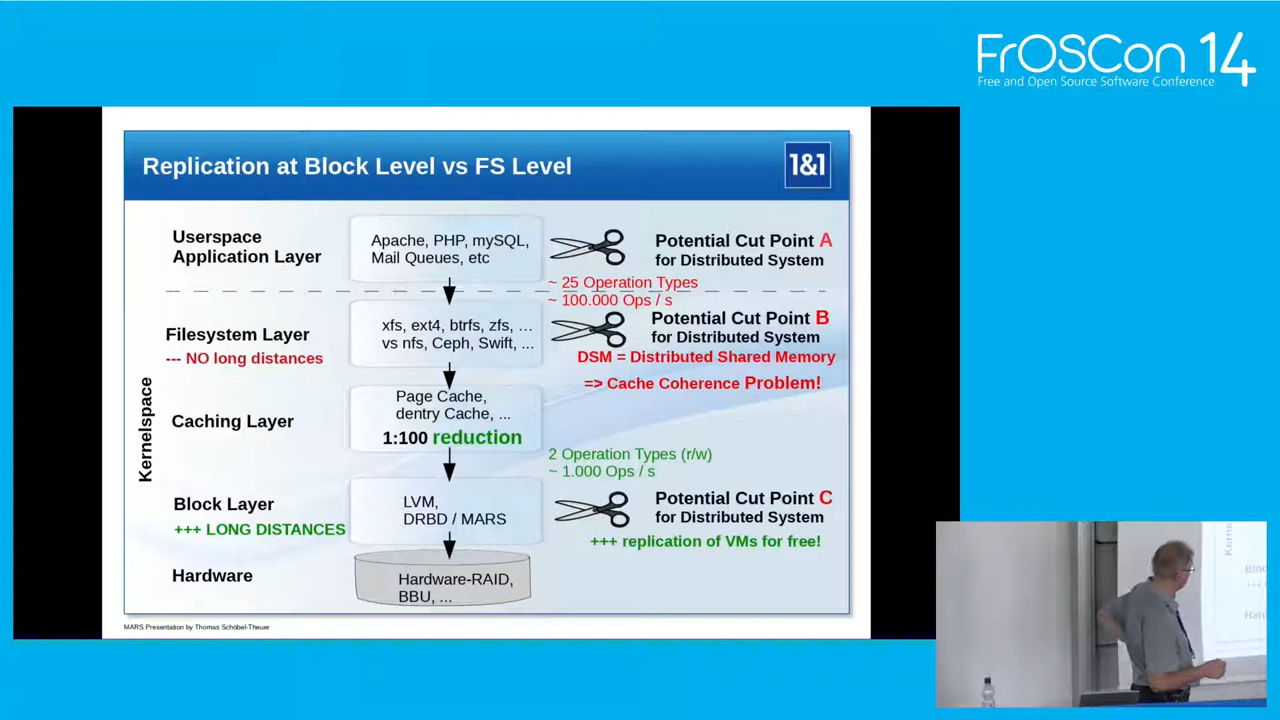 FrOSCon 14
Free and Open Source Software Conference
Replication at Block Level vs FS Level
1&1
Userspace
Application Layer
Apache, PHP, mySQL,
Mail Queues, etc
Potential Cut Point A
for Distributed System
~ 25 Operation Types
~ 100.000 Ops / s
Filesystem Layer
--- NO long distances
xfs, ext4, btrfs, zfs, …
vs nfs, Ceph, Swift, ...
Potential Cut Point B
for Distributed System
DSM = Distributed Shared Memory
=> Cache Coherence Problem!
Kernelspace
Caching Layer
Page Cache,
dentry Cache, ...
1:100 reduction
2 Operation Types (r/w)
~ 1.000 Ops / s
Block Layer
+++ LONG DISTANCES
LVM,
DRBD / MARS
Potential Cut Point C
for Distributed System
+++ replication of VMs for free!
Hardware
Hardware-RAID,
BBU, ...
MARS Presentation by Thomas Schöbel-Theuer